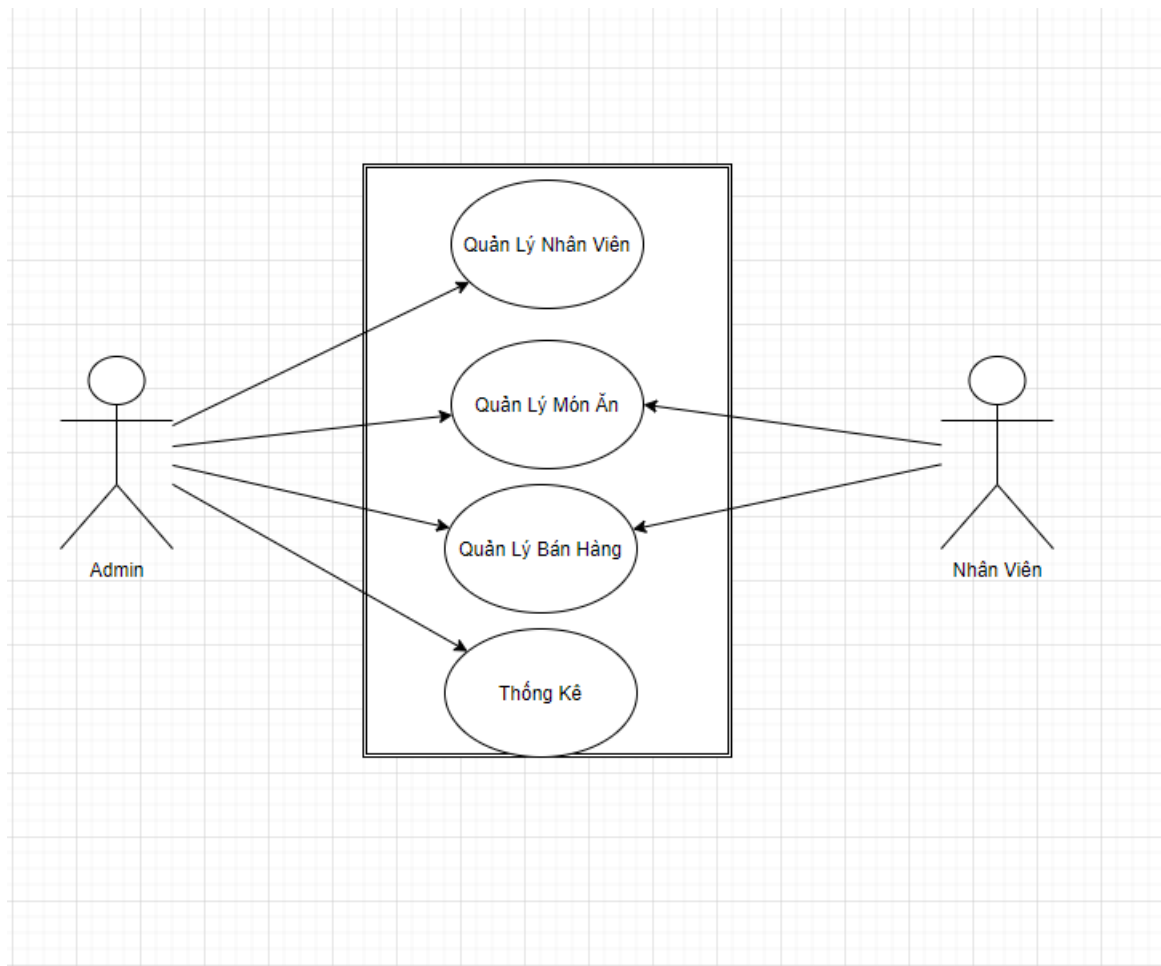 Quản Lý Nhân Viên
Quản Lý Món Ăn
Quản Lý Bán Hàng
Admin
Nhân Viên
Thống Kê